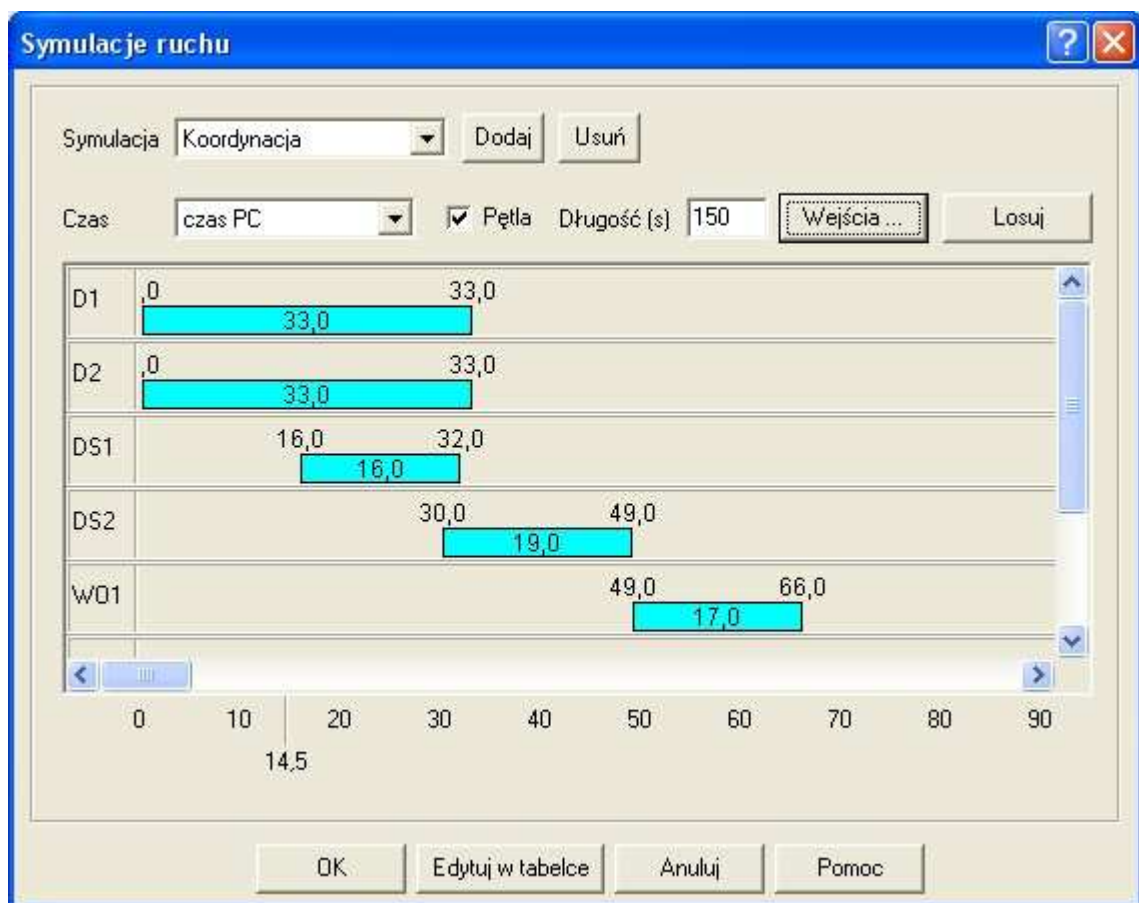 Symulacje ruchu
Symulacja Koordynacja Dodaj Usuń
Czas czas PC Pętla Długość (s) 150 Wejścia ... Losuj
D1 ,0 33,0
33,0
D2 ,0 33,0
33,0
DS1 16,0 32,0
16,0
DS2 30,0 49,0
19,0
WO1 49,0 66,0
17,0
0 10 20 30 40 50 60 70 80 90
14,5
OK Edytuj w tabelce Anuluj Pomoc